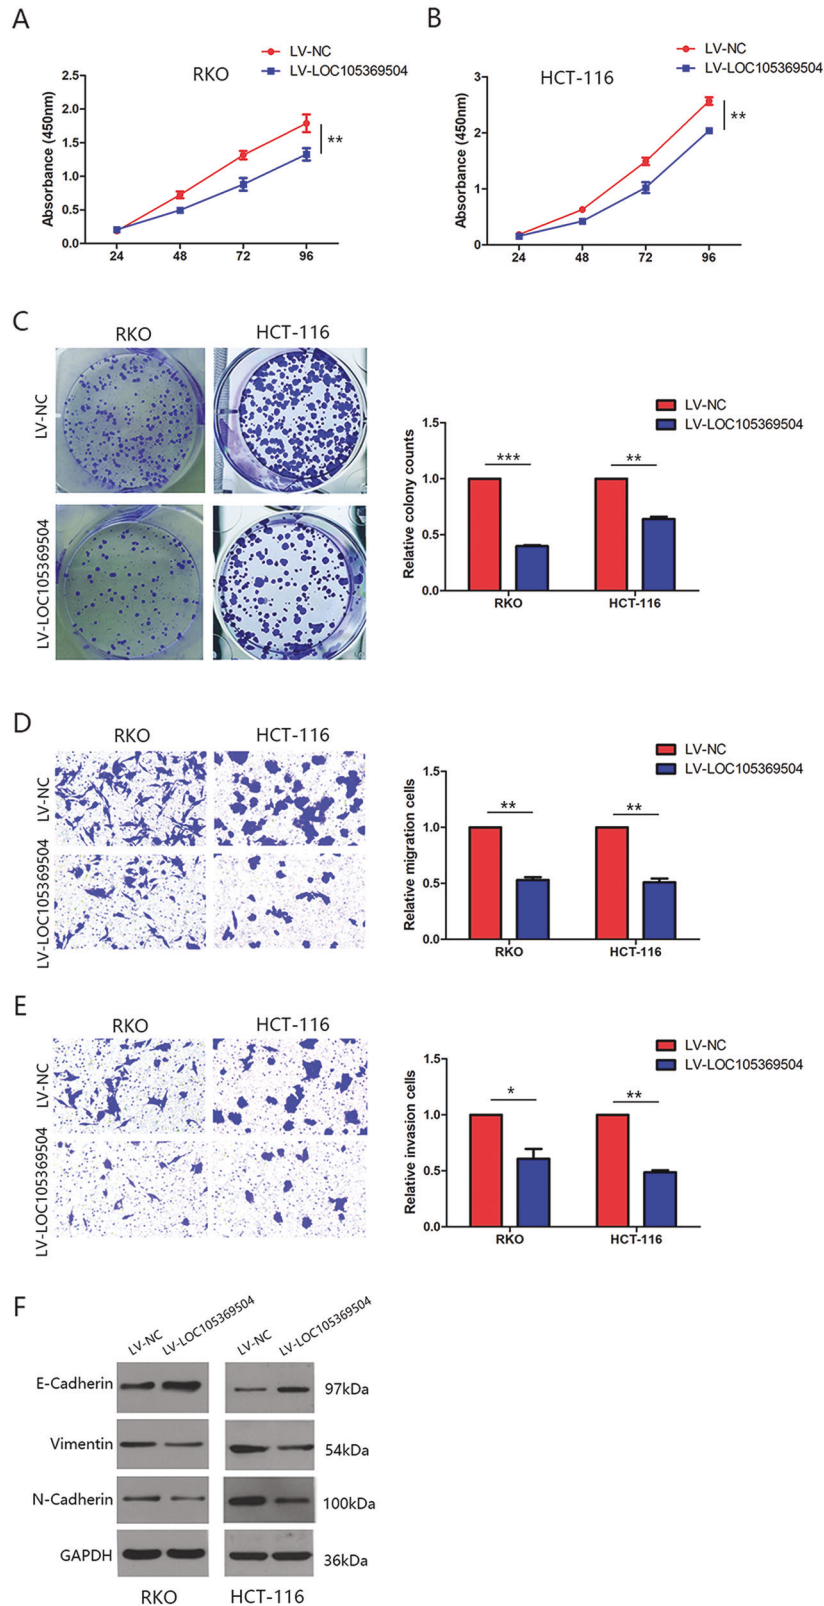 A
RKO
LV-NC
LV-LOC105369504
Absorbance (450nm)
2.5
2.0
1.5
1.0
0.5
0.0
24 48 72 96
**
B
HCT-116
LV-NC
LV-LOC105369504
Absorbance (450nm)
3
2
1
0
24 48 72 96
**
C
RKO HCT-116
LV-NC
LV-LOC105369504
LV-NC
LV-LOC105369504
Relative colony counts
1.5
1.0
0.5
0.0
*** **
RKO HCT-116
D
RKO HCT-116
LV-NC
LV-LOC105369504
LV-NC
LV-LOC105369504
Relative migration cells
1.5
1.0
0.5
0.0
** **
RKO HCT-116
E
RKO HCT-116
LV-NC
LV-LOC105369504
LV-NC
LV-LOC105369504
Relative invasion cells
1.5
1.0
0.5
0.0
* **
RKO HCT-116
F
LV-NC LV-LOC105369504 LV-NC LV-LOC105369504
E-Cadherin 97kDa
Vimentin 54kDa
N-Cadherin 100kDa
GAPDH 36kDa
RKO HCT-116